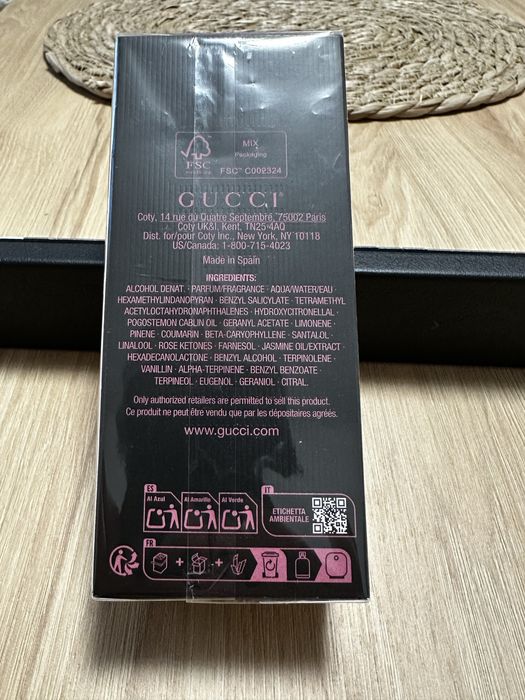 MIX
Packaging
FSC
FSC™ C002324
GUCCI
Coty, 14 rue du Quatre Septembre, 75002 Paris
Coty UK&I, Kent, TN25 4AQ
Dist. for/pour Coty Inc., New York, NY 10118
US/Canada: 1-800-715-4023
Made in Spain
INGREDIENTS:
ALCOHOL DENAT. · PARFUM/FRAGRANCE · AQUA/WATER/EAU ·
HEXAMETHYLINDANOPYRAN · BENZYL SALICYLATE · TETRAMETHYL
ACETYLOCTAHYDRONAPHTHALENES · HYDROXYCITRONELLAL ·
POGOSTEMON CABLIN OIL · GERANYL ACETATE · LIMONENE ·
PINENE · COUMARIN · BETA-CARYOPHYLLENE · SANTALOL ·
LINALOOL · ROSE KETONES · FARNESOL · JASMINE OIL/EXTRACT ·
HEXADECANOLACTONE · BENZYL ALCOHOL · TERPINOLENE ·
VANILLIN · ALPHA-TERPINENE · BENZYL BENZOATE ·
TERPINEOL · EUGENOL · GERANIOL · CITRAL.
Only authorized retailers are permitted to sell this product.
Ce produit ne peut être vendu que par les dépositaires agréés.
www.gucci.com
ES
Al Azul
Al Amarillo
Al Verde
IT
ETICHETTA
AMBIENTALE
FR